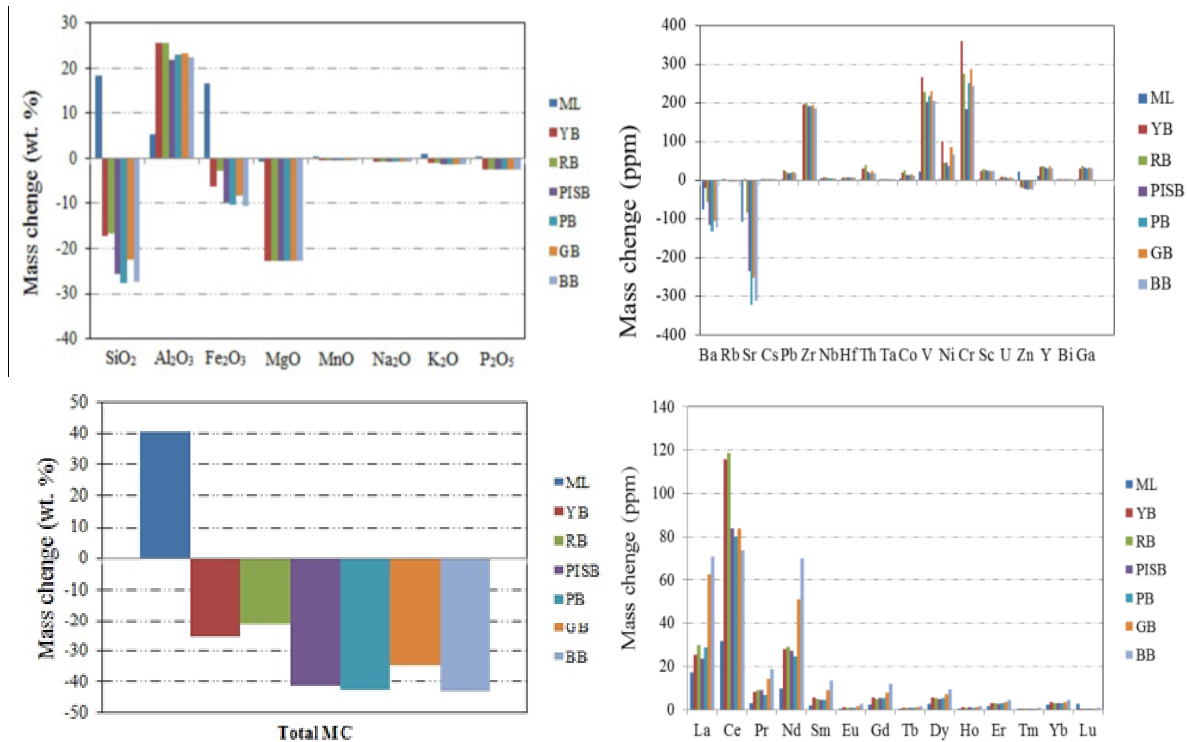 Mass chenge (wt. %)
30
20
10
0
-10
-20
-30
-40
SiO₂ Al₂O₃ Fe₂O₃ MgO MnO Na₂O K₂O P₂O₅
ML
YB
RB
PISB
PB
GB
BB
Mass chenge (ppm)
400
300
200
100
0
-100
-200
-300
-400
Ba Rb Sr Cs Pb Zr Nb Hf Th Ta Co V Ni Cr Sc U Zn Y Bi Ga
ML
YB
RB
PISB
PB
GB
BB
Mass chenge (wt. %)
50
40
30
20
10
0
-10
-20
-30
-40
-50
Total MC
ML
YB
RB
PISB
PB
GB
BB
Mass chenge (ppm)
140
120
100
80
60
40
20
0
La Ce Pr Nd Sm Eu Gd Tb Dy Ho Er Tm Yb Lu
ML
YB
RB
PISB
PB
GB
BB